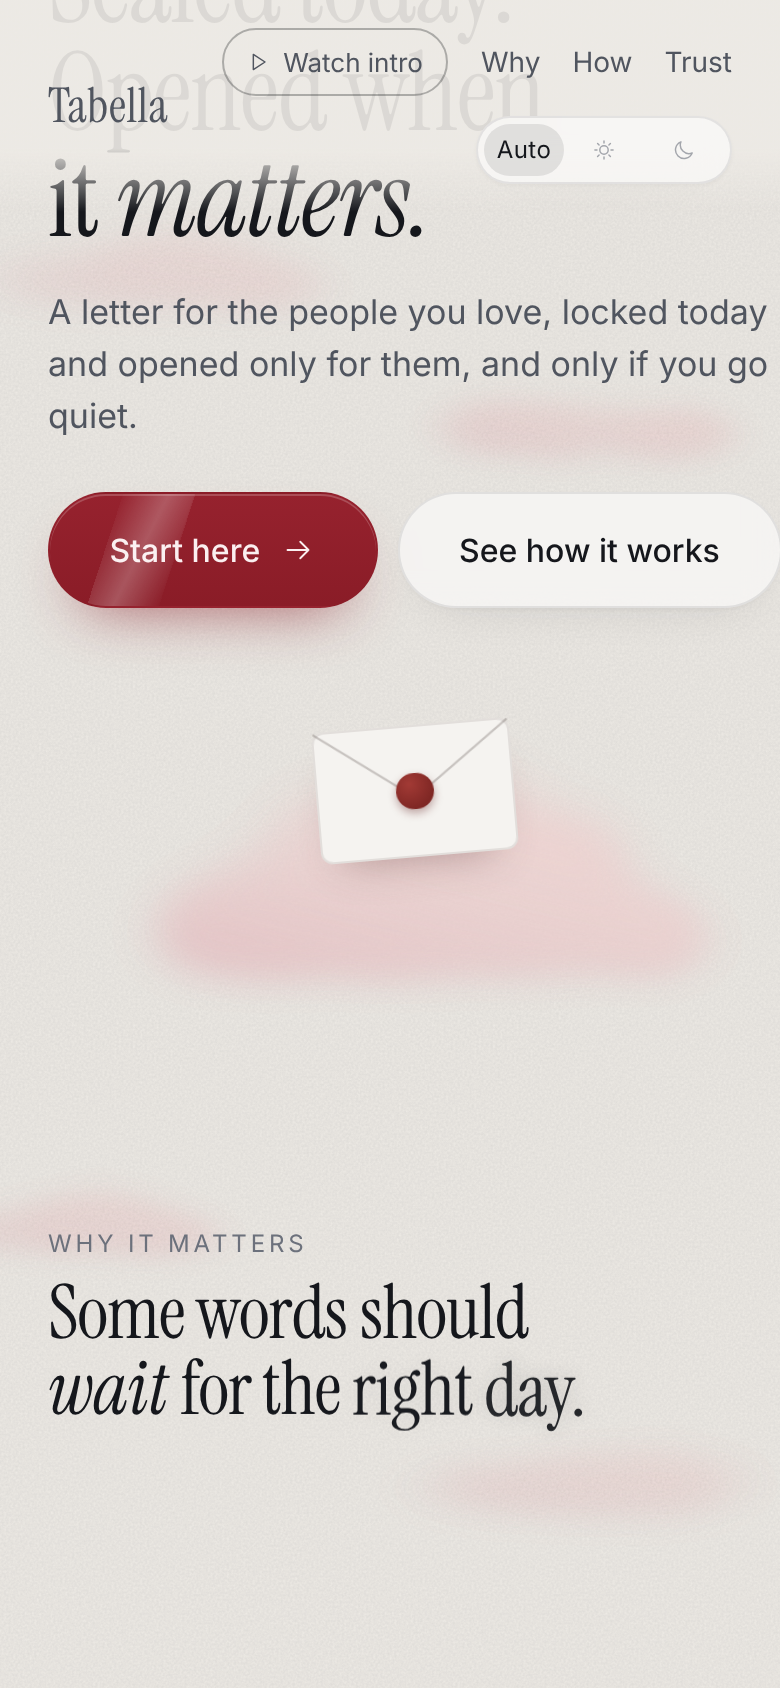 Sealed today.
Opened when
Watch intro Why How Trust
Tabella
Auto
it matters.
A letter for the people you love, locked today
and opened only for them, and only if you go
quiet.
Start here → See how it works
WHY IT MATTERS
Some words should
wait for the right day.